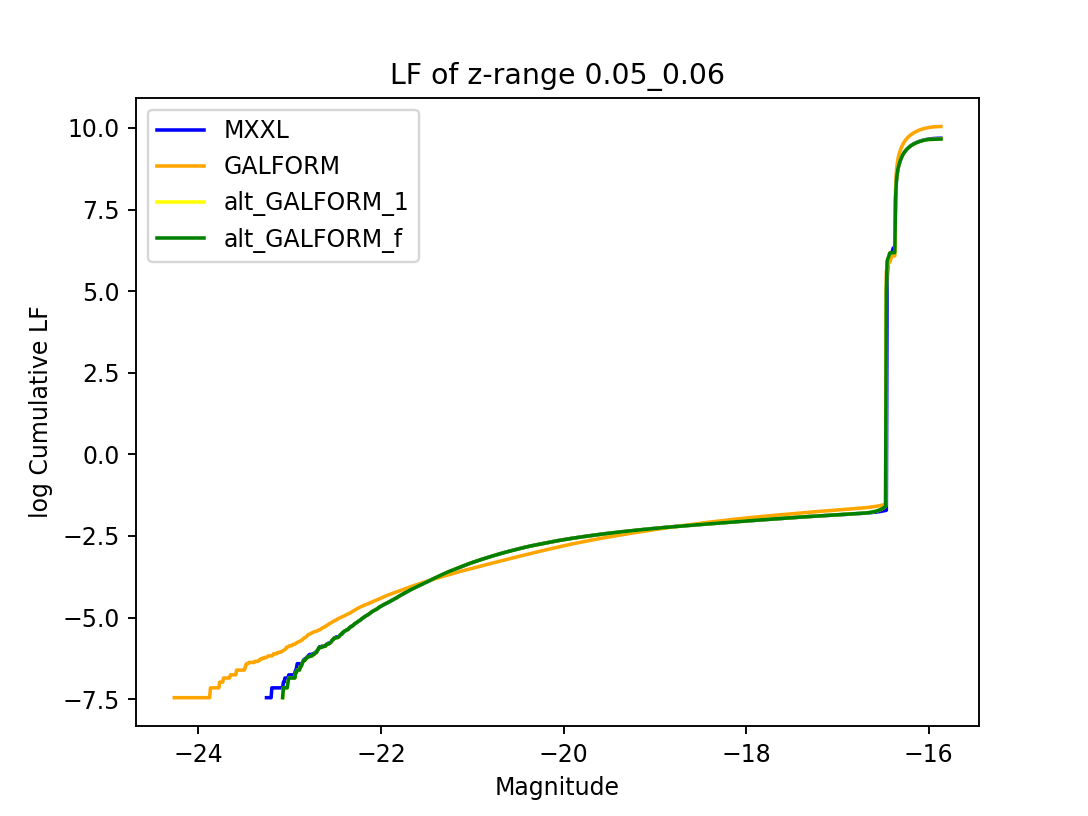 LF of z-range 0.05_0.06
MXXL
GALFORM
alt_GALFORM_1
alt_GALFORM_f
log Cumulative LF
10.0
7.5
5.0
2.5
0.0
−2.5
−5.0
−7.5
−24
−22
−20
−18
−16
Magnitude